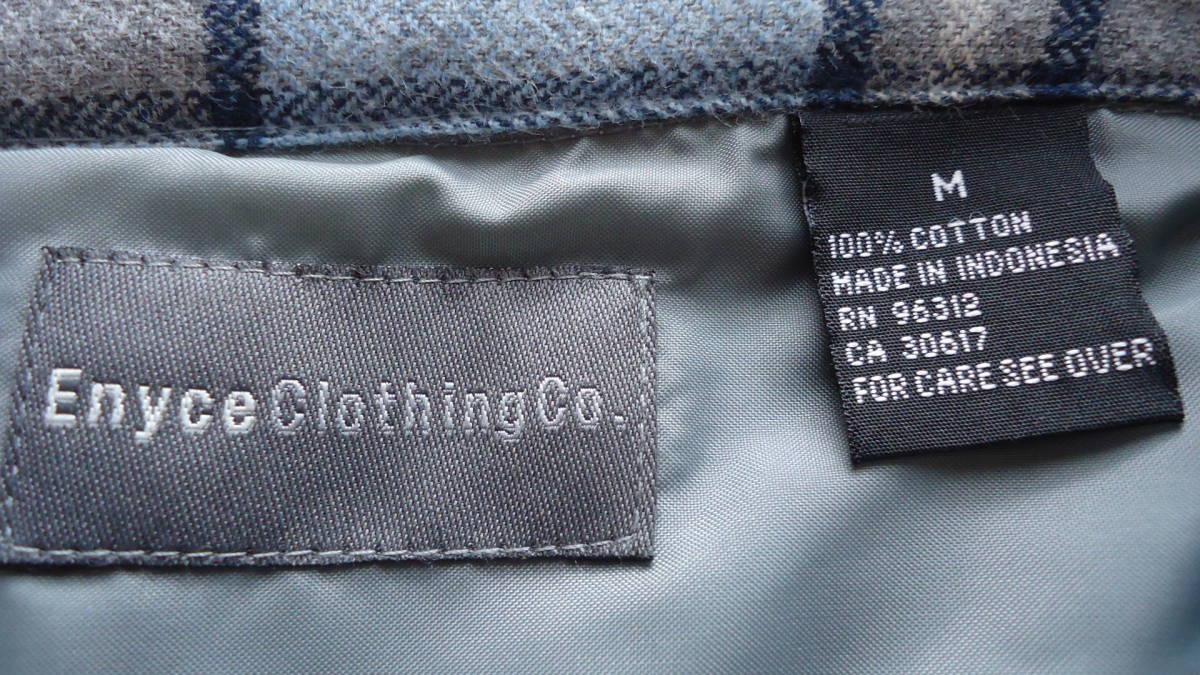 EnyceClothingCo.
M
100% COTTON
MADE IN INDONESIA
RN 96312
CA 30617
FOR CARE SEE OVER